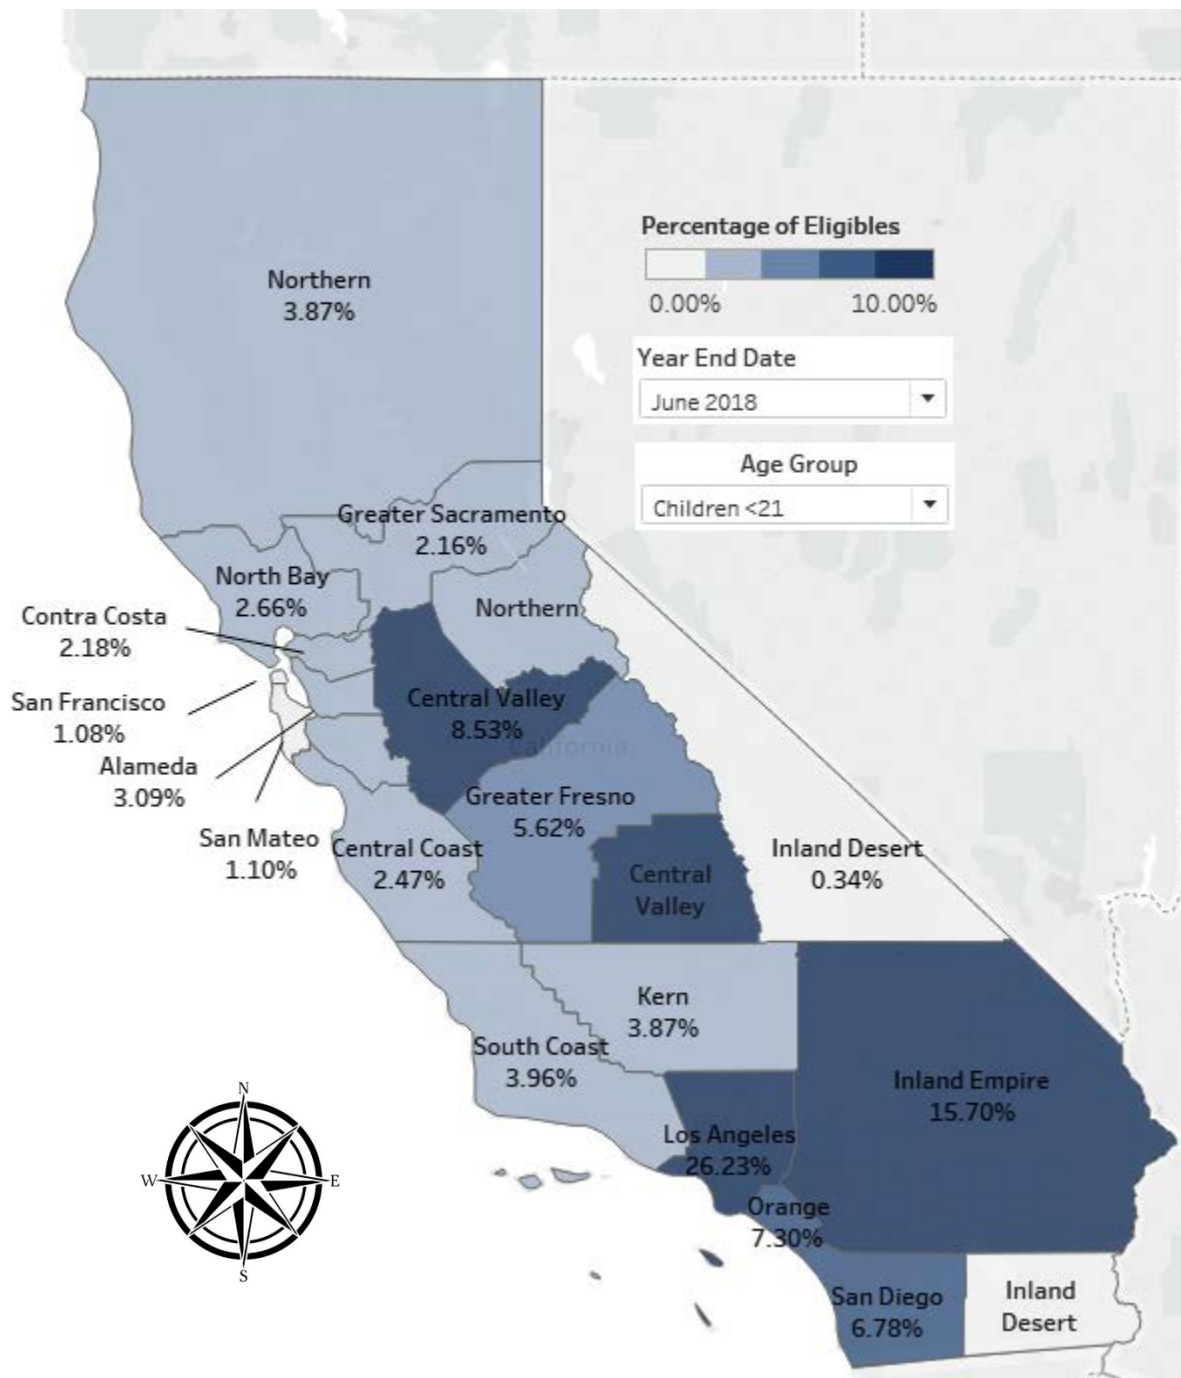 Percentage of Eligibles
0.00%
10.00%
Year End Date
June 2018
Age Group
Children <21
Northern
3.87%
Greater Sacramento
2.16%
North Bay
2.66%
Northern
Contra Costa
2.18%
San Francisco
1.08%
Alameda
3.09%
San Mateo
1.10%
Central Valley
8.53%
California
Greater Fresno
5.62%
Central Coast
2.47%
Central
Valley
Inland Desert
0.34%
Kern
3.87%
South Coast
3.96%
Inland Empire
15.70%
Los Angeles
26.23%
Orange
7.30%
San Diego
6.78%
Inland
Desert
N
W
E
S